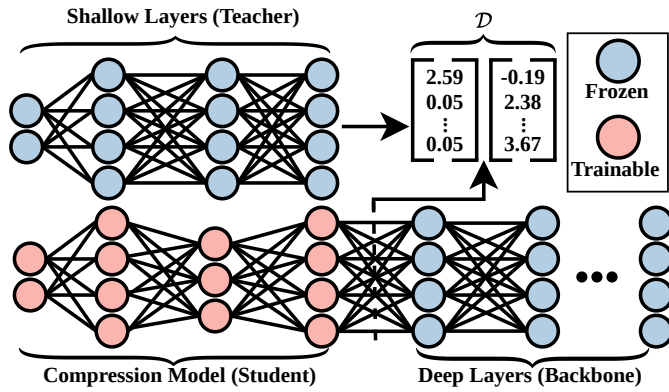 Shallow Layers (Teacher)
𝒟
2.59
0.05
⋮
0.05
-0.19
2.38
⋮
3.67
Frozen
Trainable
Compression Model (Student)
Deep Layers (Backbone)